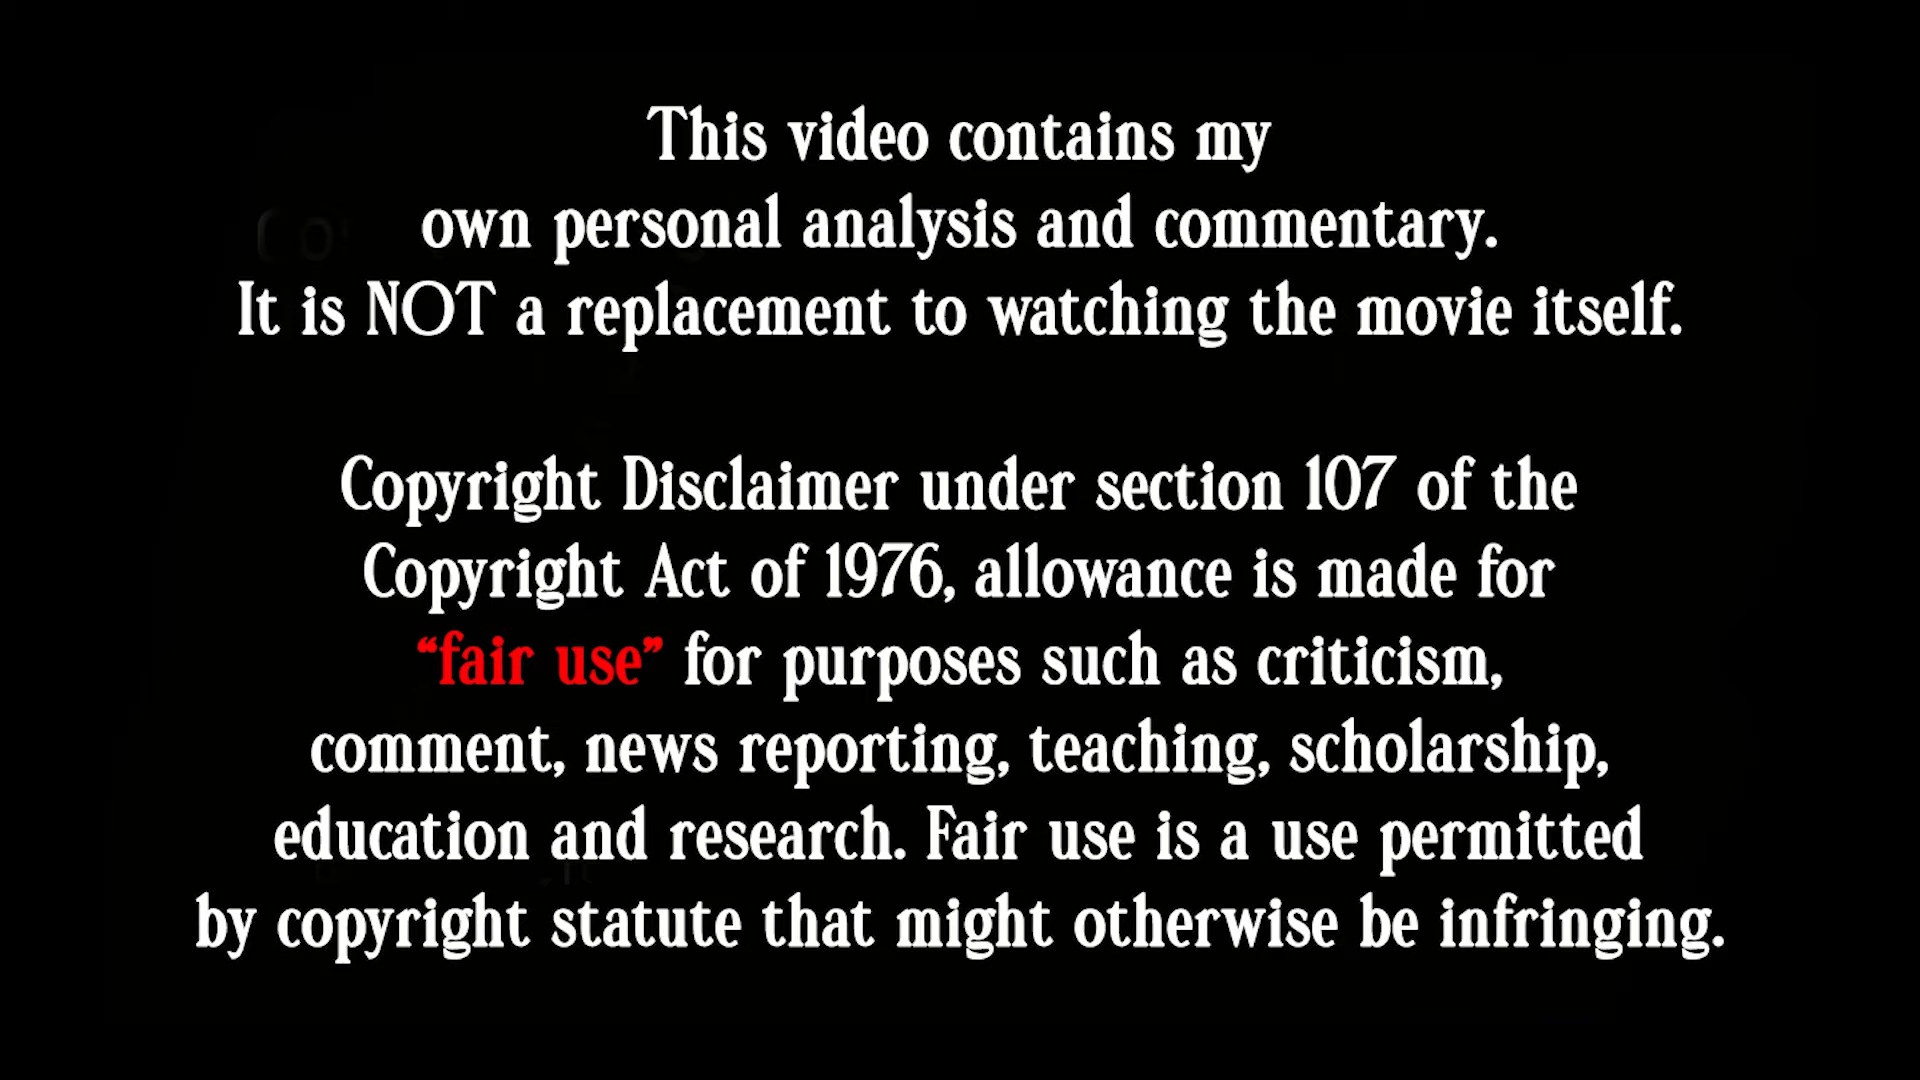 This video contains my
own personal analysis and commentary.
It is NOT a replacement to watching the movie itself.
Copyright Disclaimer under section 107 of the
Copyright Act of 1976, allowance is made for
“fair use” for purposes such as criticism,
comment, news reporting, teaching, scholarship,
education and research. Fair use is a use permitted
by copyright statute that might otherwise be infringing.